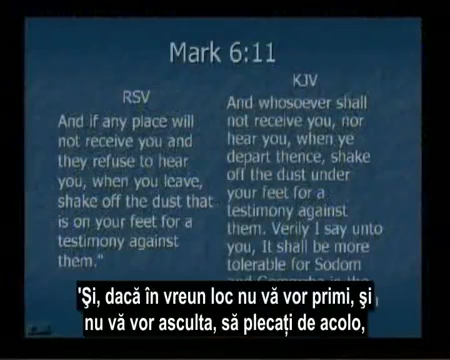 Mark 6:11
RSV
And if any place will
not receive you and
they refuse to hear
you, when you leave,
shake off the dust that
is on your feet for a
testimony against
them."
KJV
And whosoever shall
not receive you, nor
hear you, when ye
depart thence, shake
off the dust under
your feet for a
testimony against
them. Verily I say unto
you, It shall be more
tolerable for Sodom
'Şi, dacă în vreun loc nu vă vor primi, şi
nu vă vor asculta, să plecaţi de acolo,